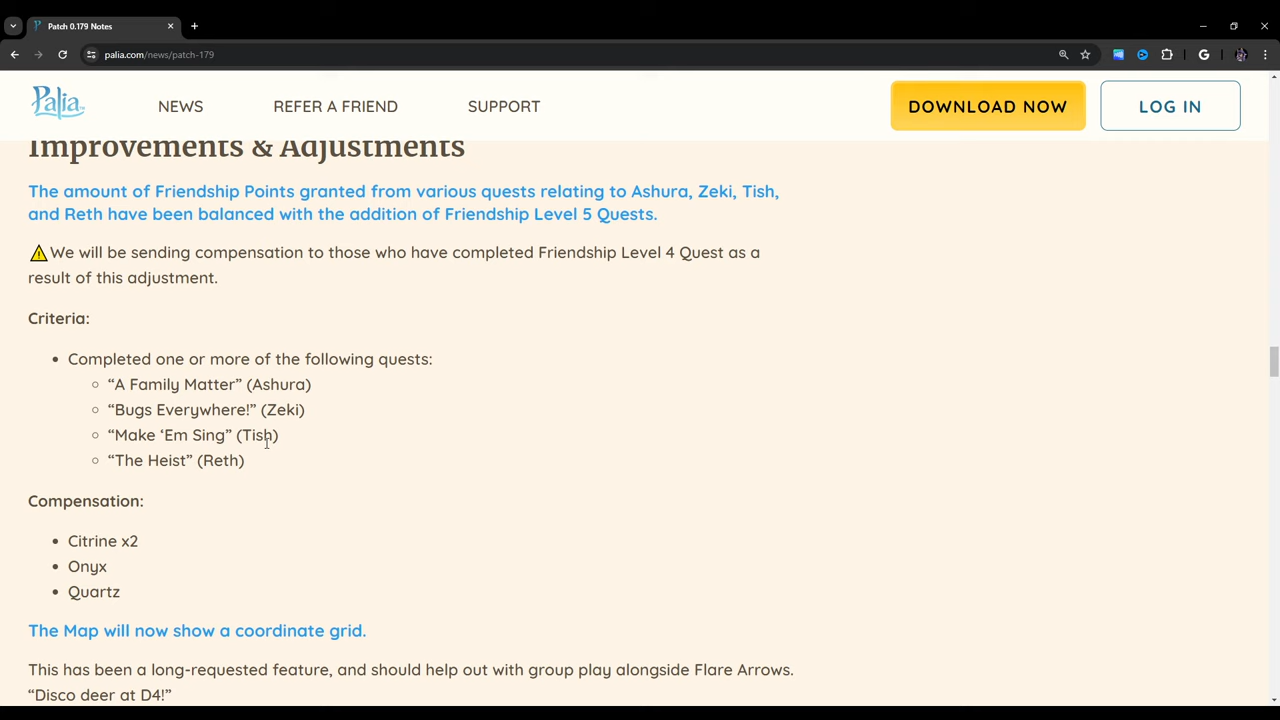 Patch 0.179 Notes
palia.com/news/patch-179
Palia
NEWS
REFER A FRIEND
SUPPORT
DOWNLOAD NOW
LOG IN
Improvements & Adjustments
The amount of Friendship Points granted from various quests relating to Ashura, Zeki, Tish,
and Reth have been balanced with the addition of Friendship Level 5 Quests.
⚠️We will be sending compensation to those who have completed Friendship Level 4 Quest as a
result of this adjustment.
Criteria:
• Completed one or more of the following quests:
○ “A Family Matter” (Ashura)
○ “Bugs Everywhere!” (Zeki)
○ “Make ‘Em Sing” (Tish)
○ “The Heist” (Reth)
Compensation:
• Citrine x2
• Onyx
• Quartz
The Map will now show a coordinate grid.
This has been a long-requested feature, and should help out with group play alongside Flare Arrows.
“Disco deer at D4!”